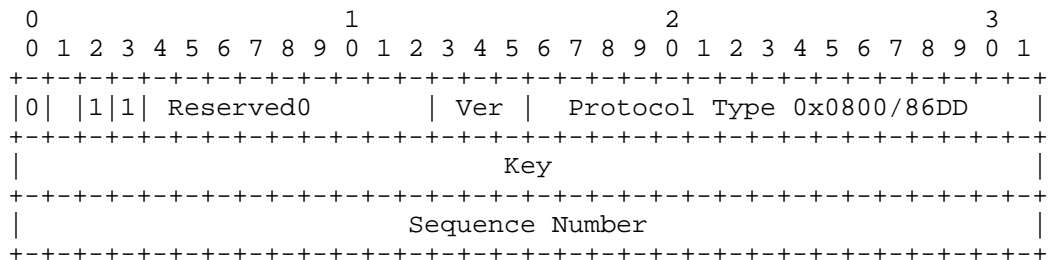 0                   1                   2                   3
 0 1 2 3 4 5 6 7 8 9 0 1 2 3 4 5 6 7 8 9 0 1 2 3 4 5 6 7 8 9 0 1
+-+-+-+-+-+-+-+-+-+-+-+-+-+-+-+-+-+-+-+-+-+-+-+-+-+-+-+-+-+-+-+-+
|0| |1|1| Reserved0       | Ver |  Protocol Type 0x0800/86DD    |
+-+-+-+-+-+-+-+-+-+-+-+-+-+-+-+-+-+-+-+-+-+-+-+-+-+-+-+-+-+-+-+-+
|                              Key                              |
+-+-+-+-+-+-+-+-+-+-+-+-+-+-+-+-+-+-+-+-+-+-+-+-+-+-+-+-+-+-+-+-+
|                        Sequence Number                        |
+-+-+-+-+-+-+-+-+-+-+-+-+-+-+-+-+-+-+-+-+-+-+-+-+-+-+-+-+-+-+-+-+